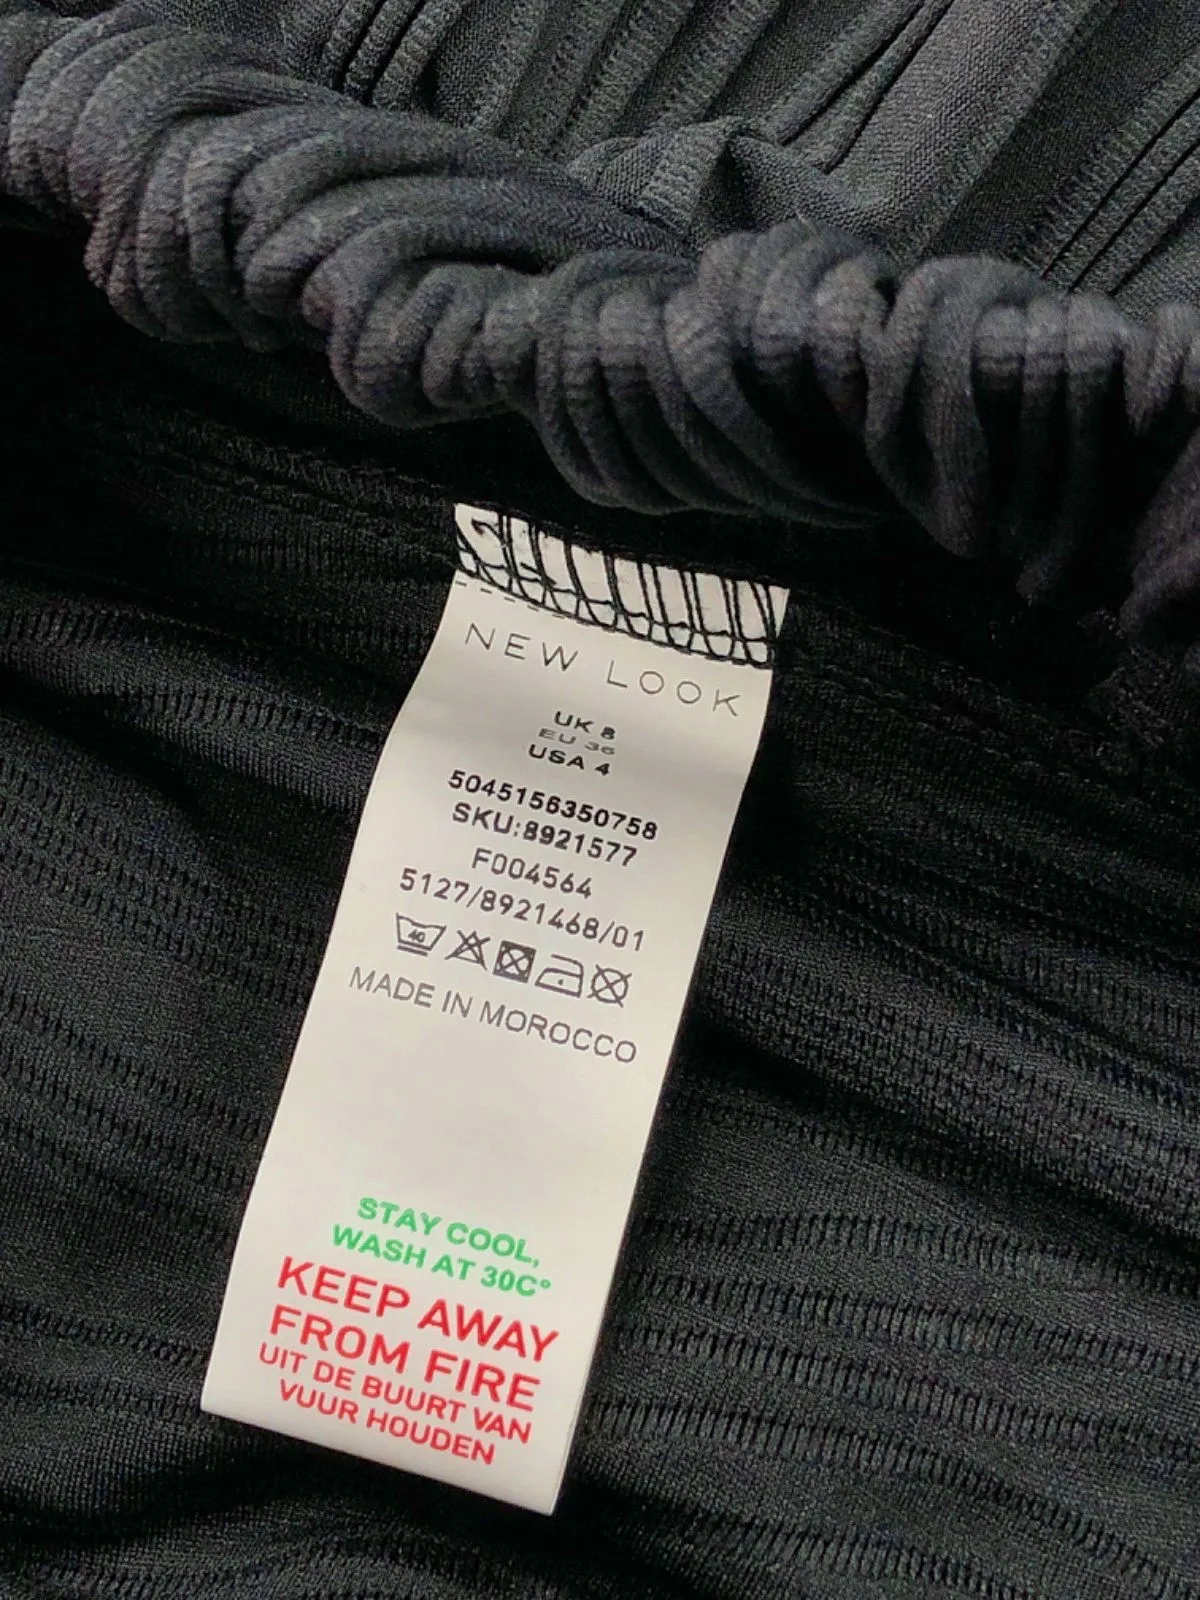 NEW LOOK
UK 8
EU 36
USA 4
5045156350758
SKU:8921577
F004564
5127/8921468/01
40
MADE IN MOROCCO
STAY COOL,
WASH AT 30C°
KEEP AWAY
FROM FIRE
UIT DE BUURT VAN
VUUR HOUDEN